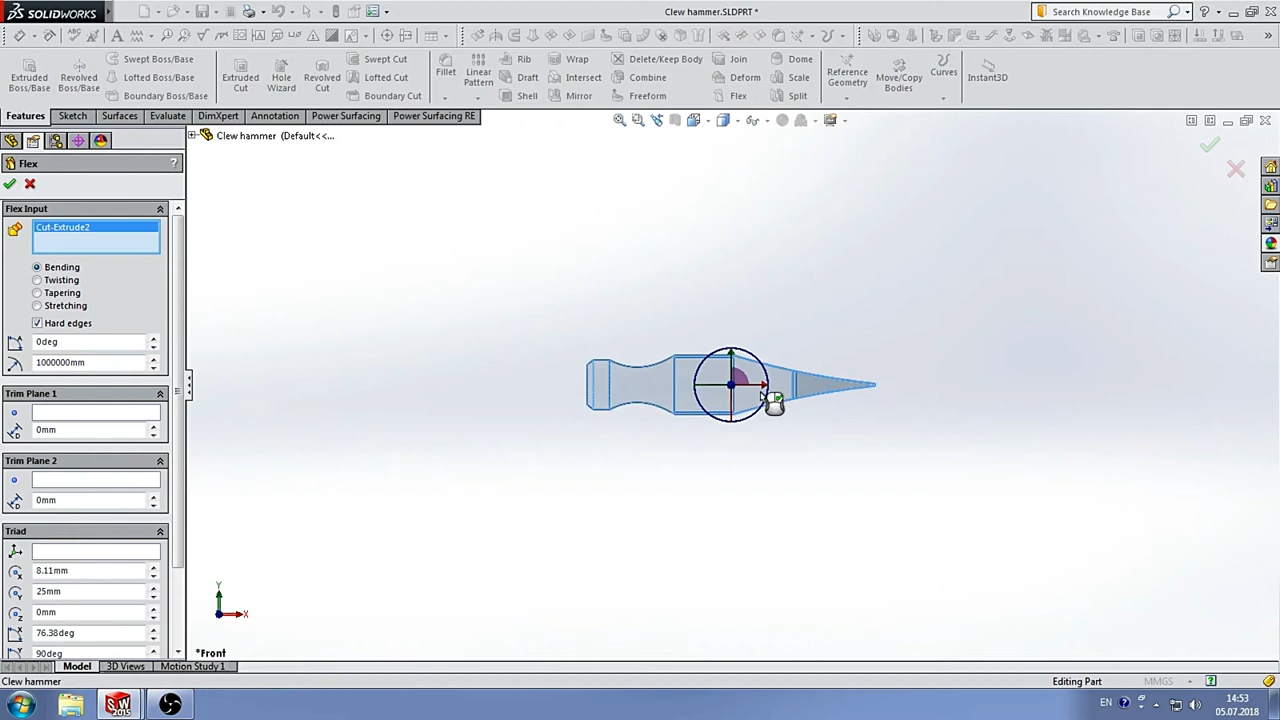 SOLIDWORKS
Clew hammer.SLDPRT *
Search Knowledge Base
Extruded Boss/Base
Revolved Boss/Base
Swept Boss/Base
Lofted Boss/Base
Boundary Boss/Base
Extruded Cut
Hole Wizard
Revolved Cut
Swept Cut
Lofted Cut
Boundary Cut
Fillet
Linear Pattern
Rib
Draft
Shell
Wrap
Intersect
Mirror
Delete/Keep Body
Combine
Freeform
Join
Deform
Flex
Dome
Scale
Split
Reference Geometry
Move/Copy Bodies
Curves
Instant3D
Features
Sketch
Surfaces
Evaluate
DimXpert
Annotation
Power Surfacing
Power Surfacing RE
Clew hammer (Default<<...
Flex
?
Flex Input
Cut-Extrude2
Bending
Twisting
Tapering
Stretching
Hard edges
0deg
1000000mm
Trim Plane 1
0mm
Trim Plane 2
0mm
Triad
8.11mm
25mm
0mm
76.38deg
90deg
Y
X
*Front
Model
3D Views
Motion Study 1
Clew hammer
Editing Part
MMGS
SW
2015
EN
14:53
05.07.2018